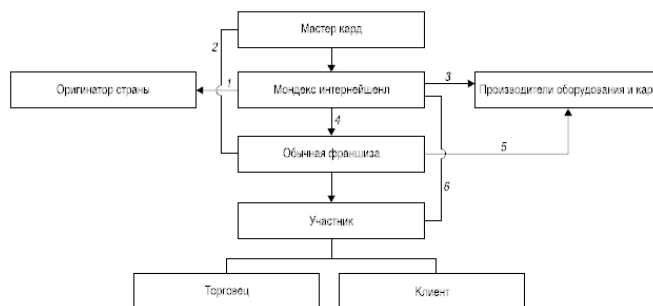 Мастер кард
2
Оригинатор страны
1
Мондекс интернейшенл
3
Производители оборудования и кар
4
Обычная франшиза
5
6
Участник
Торговец
Клиент